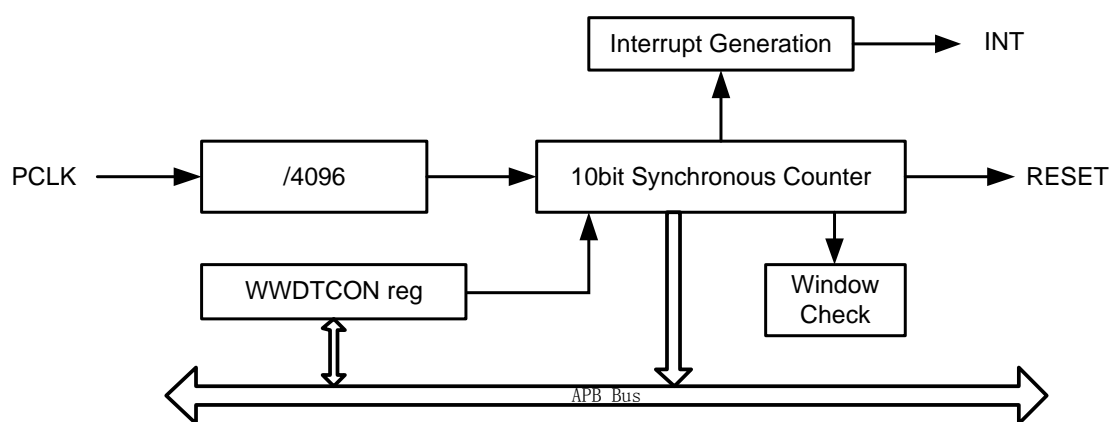 Interrupt Generation
INT
PCLK
/4096
10bit Synchronous Counter
RESET
WWDTCON reg
Window
Check
APB Bus